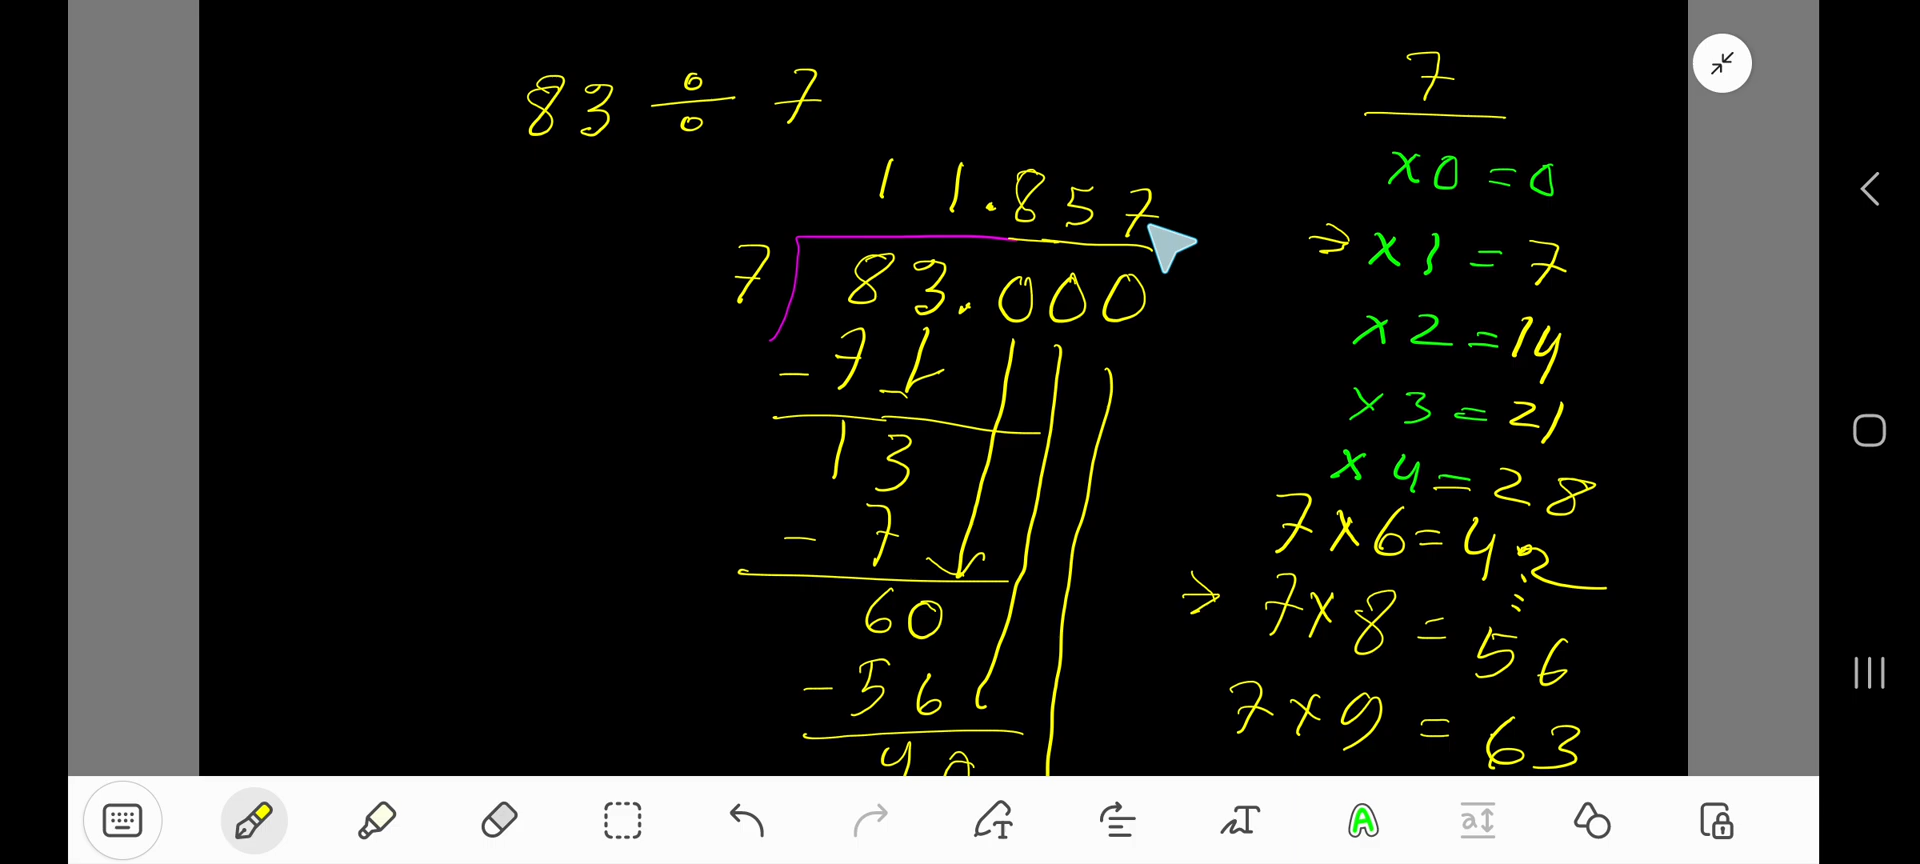 83 ÷ 7
11.857
7 83.000
- 7
13
- 7
60
- 56
40
7
x0 = 0
⇒ x1 = 7
x2 = 14
x3 = 21
x4 = 28
7x6 = 42
⇒ 7x8 = 56
7x9 = 63
T
T
A
a